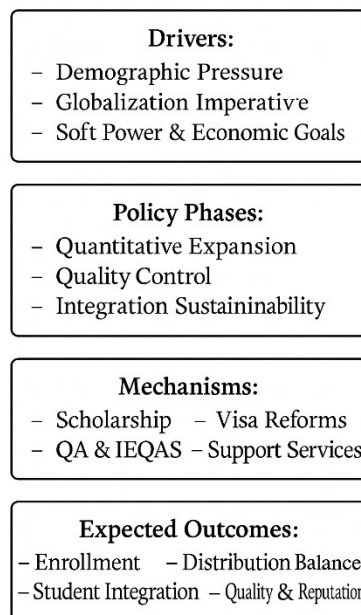 Drivers:
– Demographic Pressure
– Globalization Imperative
– Soft Power & Economic Goals
Policy Phases:
– Quantitative Expansion
– Quality Control
– Integration Sustaininability
Mechanisms:
– Scholarship – Visa Reforms
– QA & IEQAS – Support Services
Expected Outcomes:
– Enrollment – Distribution Balance
– Student Integration – Quality & Reputation